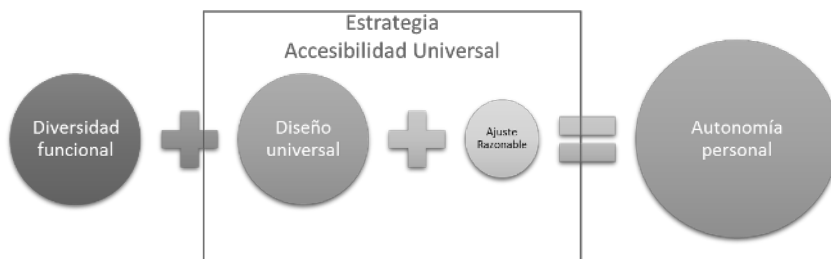 Estrategia
Accesibilidad Universal
Diversidad
funcional
Diseño
universal
Ajuste
Razonable
Autonomía
personal